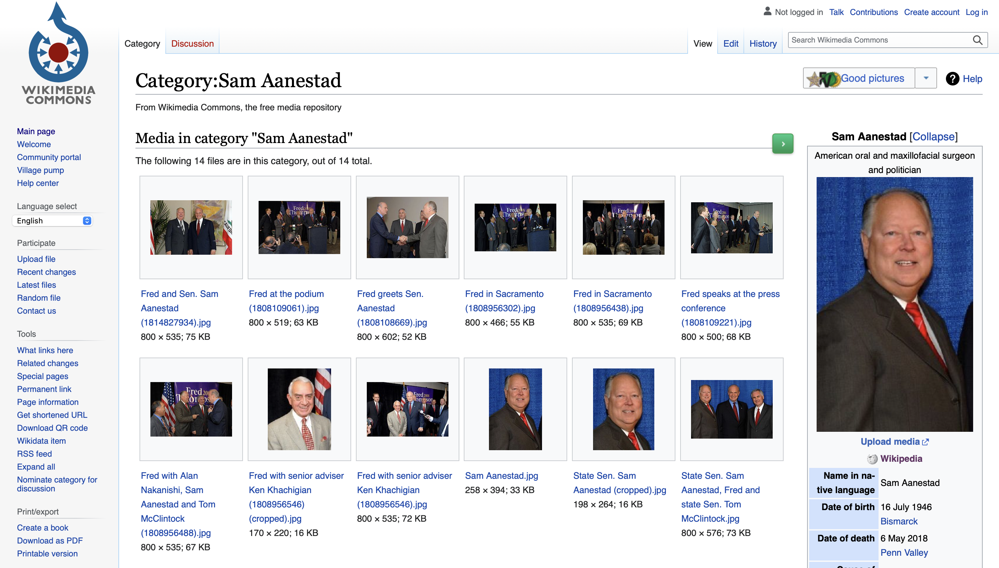 Not logged in Talk Contributions Create account Log in
Category Discussion View Edit History Search Wikimedia Commons
WIKIMEDIA
COMMONS
Category:Sam Aanestad
Good pictures
Help
From Wikimedia Commons, the free media repository
Main page
Welcome
Community portal
Village pump
Help center
Language select
English
Participate
Upload file
Recent changes
Latest files
Random file
Contact us
Tools
What links here
Related changes
Special pages
Permanent link
Page information
Get shortened URL
Download QR code
Wikidata item
RSS feed
Expand all
Nominate category for
discussion
Print/export
Create a book
Download as PDF
Printable version
Media in category "Sam Aanestad"
The following 14 files are in this category, out of 14 total.
Fred and Sen. Sam
Aanestad
(1814827934).jpg
800 × 535; 75 KB
Fred at the podium
(1808109061).jpg
800 × 519; 63 KB
Fred greets Sen.
Aanestad
(1808108669).jpg
800 × 602; 52 KB
Fred in Sacramento
(1808956302).jpg
800 × 466; 55 KB
Fred in Sacramento
(1808956438).jpg
800 × 535; 69 KB
Fred speaks at the press
conference
(1808109221).jpg
800 × 500; 68 KB
Fred with Alan
Nakanishi, Sam
Aanestad and Tom
McClintock
(1808956488).jpg
800 × 535; 67 KB
Fred with senior adviser
Ken Khachigian
(1808956546)
(cropped).jpg
170 × 220; 16 KB
Fred with senior adviser
Ken Khachigian
(1808956546).jpg
800 × 535; 72 KB
Sam Aanestad.jpg
258 × 394; 33 KB
State Sen. Sam
Aanestad (cropped).jpg
198 × 264; 16 KB
State Sen. Sam
Aanestad, Fred and
state Sen. Tom
McClintock.jpg
800 × 576; 73 KB
Sam Aanestad [Collapse]
American oral and maxillofacial surgeon
and politician
Upload media
Wikipedia
Name in na-
tive language
Sam Aanestad
Date of birth
16 July 1946
Bismarck
Date of death
6 May 2018
Penn Valley